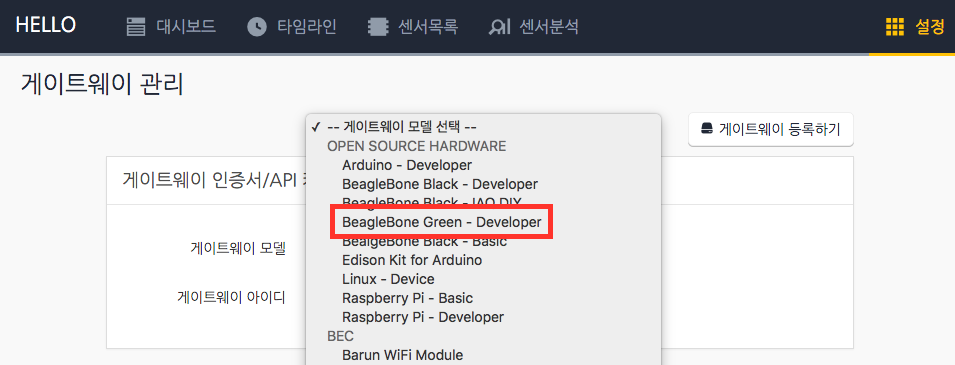 HELLO 대시보드 타임라인 센서목록 센서분석 설정
게이트웨이 관리
✓ -- 게이트웨이 모델 선택 --
게이트웨이 등록하기
OPEN SOURCE HARDWARE
Arduino - Developer
게이트웨이 인증서/API
BeagleBone Black - Developer
BeagleBone Black - IAQ DIY
BeagleBone Green - Developer
BealgeBone Black - Basic
게이트웨이 모델
Edison Kit for Arduino
Linux - Device
게이트웨이 아이디
Raspberry Pi - Basic
Raspberry Pi - Developer
BEC
Barun WiFi Module